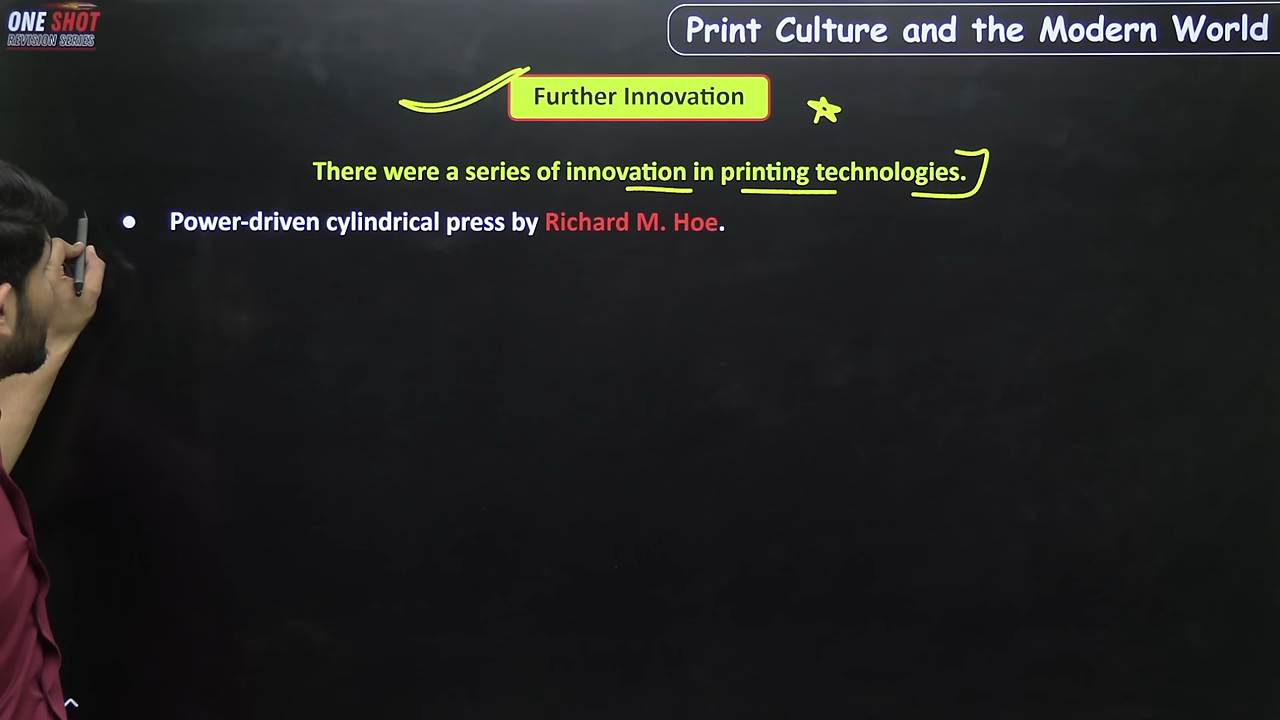 ONE SHOT
REVISION SERIES
Print Culture and the Modern World
Further Innovation
There were a series of innovation in printing technologies.
● Power-driven cylindrical press by Richard M. Hoe.